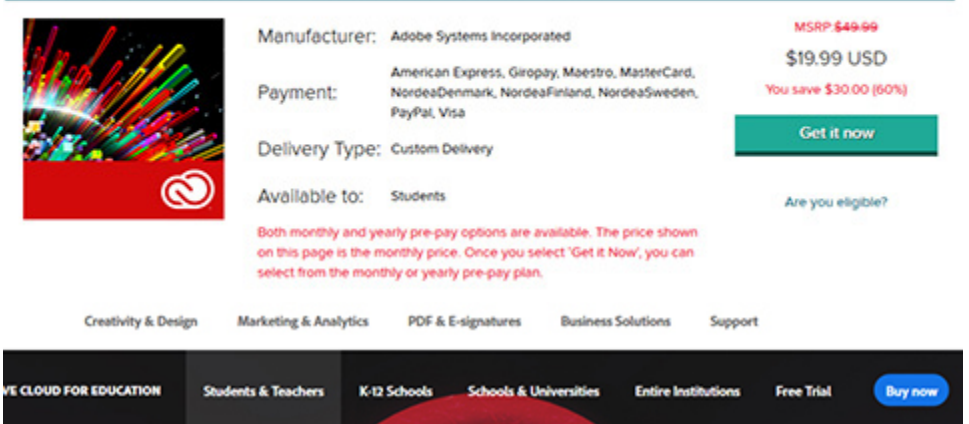 Manufacturer: Adobe Systems Incorporated
Payment: American Express, Giropay, Maestro, MasterCard,
NordeaDenmark, NordeaFinland, NordeaSweden,
PayPal, Visa
Delivery Type: Custom Delivery
Available to: Students
Both monthly and yearly pre-pay options are available. The price shown
on this page is the monthly price. Once you select 'Get it Now', you can
select from the monthly or yearly pre-pay plan.
MSRP:$49.99
$19.99 USD
You save $30.00 (60%)
Get it now
Are you eligible?
Creativity & Design Marketing & Analytics PDF & E-signatures Business Solutions Support
VE CLOUD FOR EDUCATION Students & Teachers K-12 Schools Schools & Universities Entire Institutions Free Trial Buy now